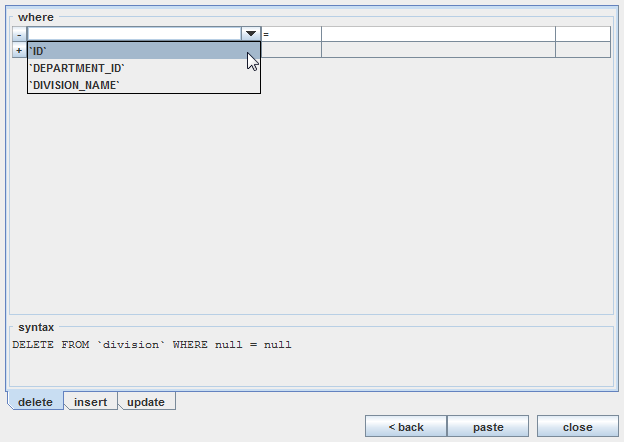 where
- =
+ `ID`
`DEPARTMENT_ID`
`DIVISION_NAME`
syntax
DELETE FROM `division` WHERE null = null
delete insert update
< back paste close